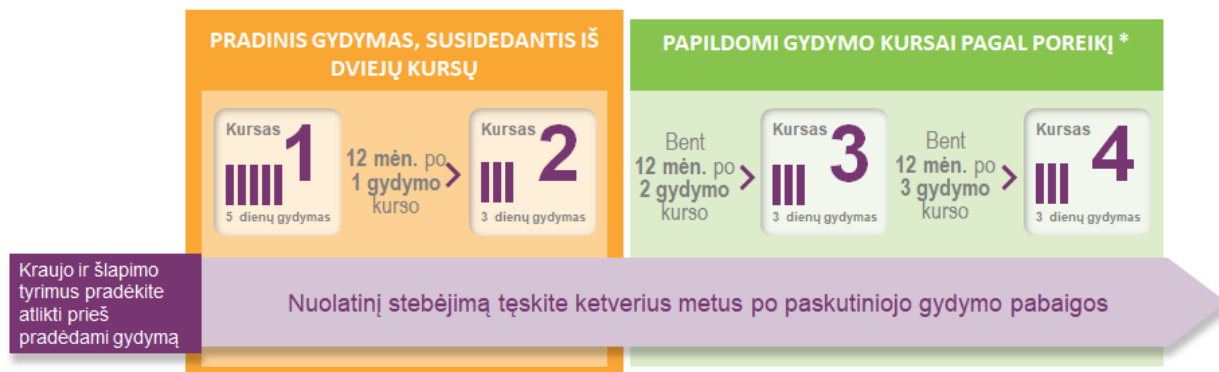 PRADINIS GYDYMAS, SUSIDEDANTIS IŠ
DVIEJŲ KURSŲ
PAPILDOMI GYDYMO KURSAI PAGAL POREIKĮ *
Kursas 1
5 dienų gydymas
12 mėn. po
1 gydymo
kurso
Kursas 2
3 dienų gydymas
Bent
12 mėn. po
2 gydymo
kurso
Kursas 3
3 dienų gydymas
Bent
12 mėn. po
3 gydymo
kurso
Kursas 4
3 dienų gydymas
Kraujo ir šlapimo
tyrimus pradėkite
atlikti prieš
pradėdami gydymą
Nuolatinį stebėjimą tęskite ketverius metus po paskutiniojo gydymo pabaigos